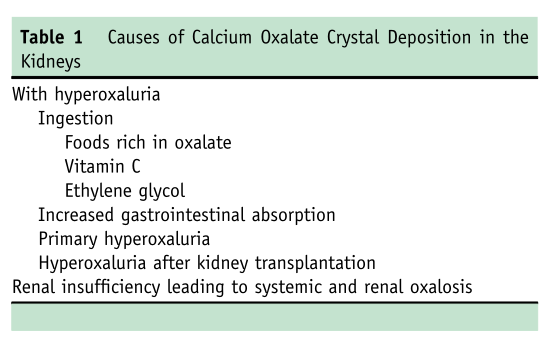 Table 1 Causes of Calcium Oxalate Crystal Deposition in the
Kidneys
With hyperoxaluria
Ingestion
Foods rich in oxalate
Vitamin C
Ethylene glycol
Increased gastrointestinal absorption
Primary hyperoxaluria
Hyperoxaluria after kidney transplantation
Renal insufficiency leading to systemic and renal oxalosis